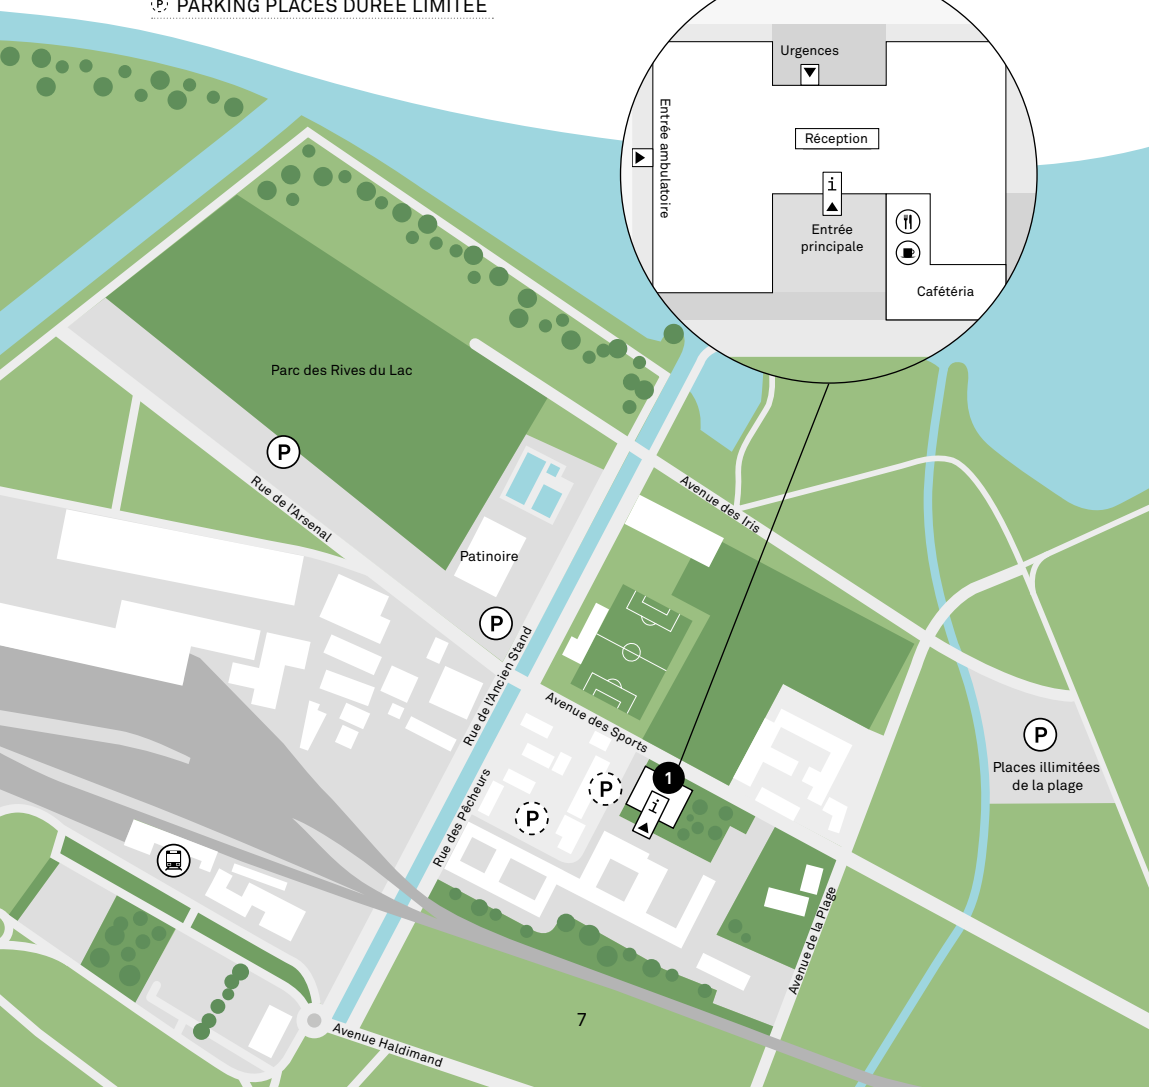 P PARKING PLACES DURÉE LIMITÉE
Urgences
Entrée ambulatoire
Réception
i
Entrée
principale
Cafétéria
Parc des Rives du Lac
P
Rue de l'Arsenal
Avenue des Iris
Patinoire
P
Rue de l'Ancien Stand
Avenue des Sports
P
Places illimitées
de la plage
1
P
i
P
Rue des Pêcheurs
Avenue de la Plage
7
Avenue Haldimand